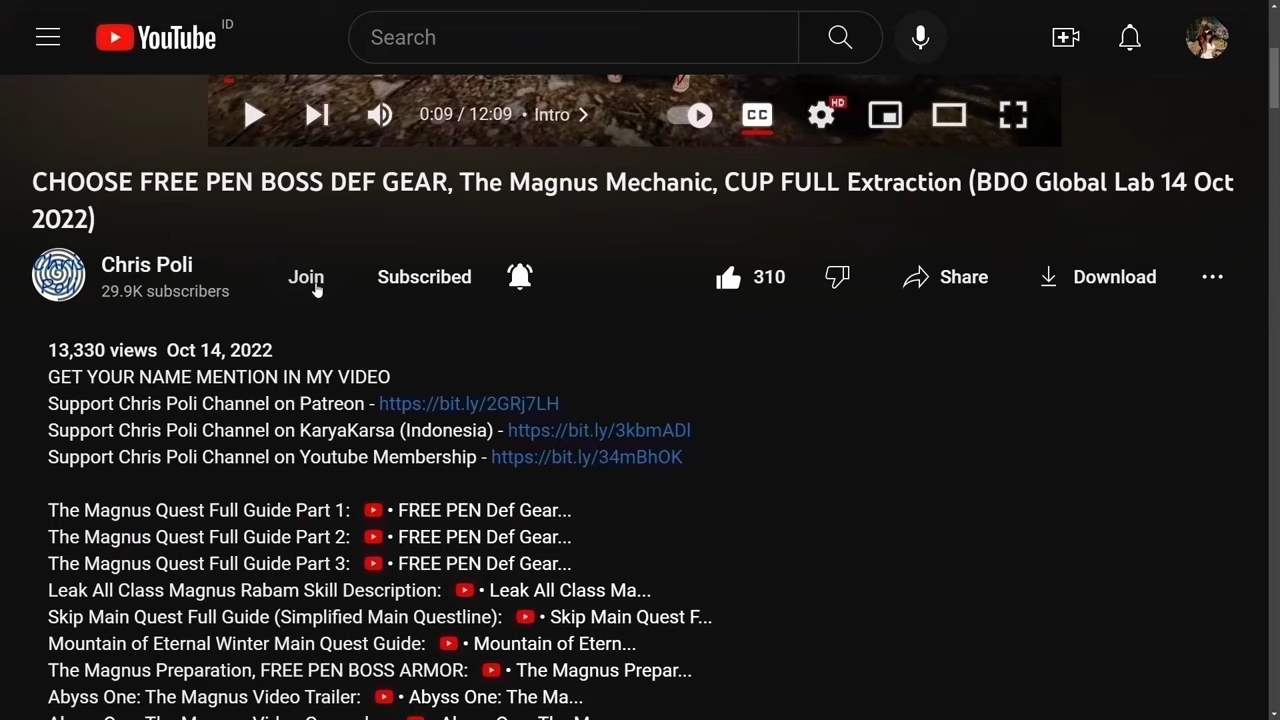 YouTube ID
Search
0:09 / 12:09 • Intro
CC
HD
CHOOSE FREE PEN BOSS DEF GEAR, The Magnus Mechanic, CUP FULL Extraction (BDO Global Lab 14 Oct
2022)
Chris Poli
Chris Poli
29.9K subscribers
Join
Subscribed
310
Share
Download
13,330 views Oct 14, 2022
GET YOUR NAME MENTION IN MY VIDEO
Support Chris Poli Channel on Patreon - https://bit.ly/2GRj7LH
Support Chris Poli Channel on KaryaKarsa (Indonesia) - https://bit.ly/3kbmADl
Support Chris Poli Channel on Youtube Membership - https://bit.ly/34mBhOK
The Magnus Quest Full Guide Part 1: • FREE PEN Def Gear...
The Magnus Quest Full Guide Part 2: • FREE PEN Def Gear...
The Magnus Quest Full Guide Part 3: • FREE PEN Def Gear...
Leak All Class Magnus Rabam Skill Description: • Leak All Class Ma...
Skip Main Quest Full Guide (Simplified Main Questline): • Skip Main Quest F...
Mountain of Eternal Winter Main Quest Guide: • Mountain of Etern...
The Magnus Preparation, FREE PEN BOSS ARMOR: • The Magnus Prepar...
Abyss One: The Magnus Video Trailer: • Abyss One: The Ma...